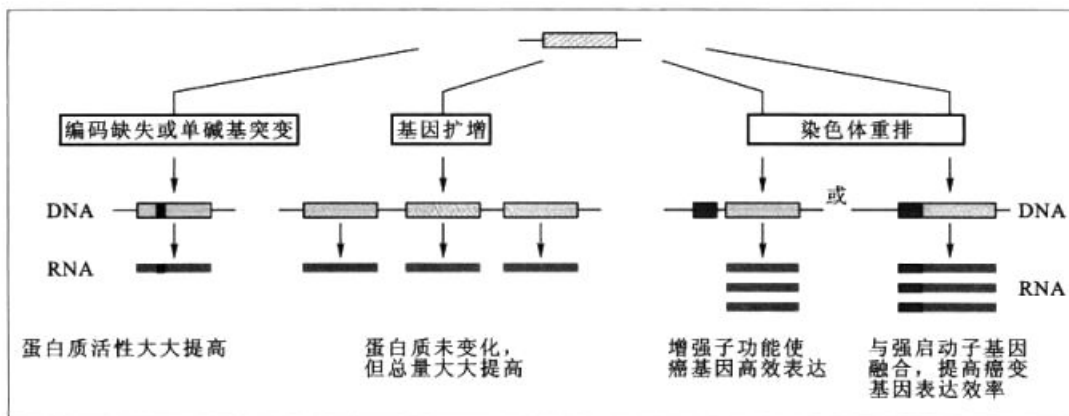 编码缺失或单碱基突变
基因扩增
染色体重排
DNA
或
DNA
RNA
RNA
蛋白质活性大大提高
蛋白质未变化，
但总量大大提高
增强子功能使
癌基因高效表达
与强启动子基因
融合，提高癌变
基因表达效率